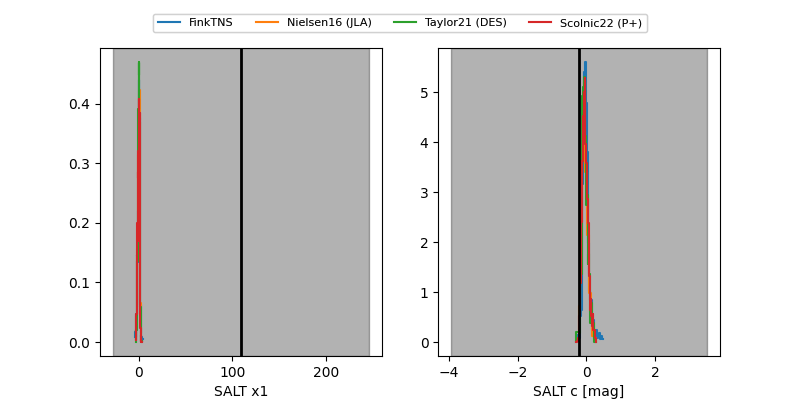 FinkTNS Nielsen16 (JLA) Taylor21 (DES) Scolnic22 (P+)
0.4
0.3
0.2
0.1
0.0
0 100 200
SALT x1
5
4
3
2
1
0
−4 −2 0 2
SALT c [mag]